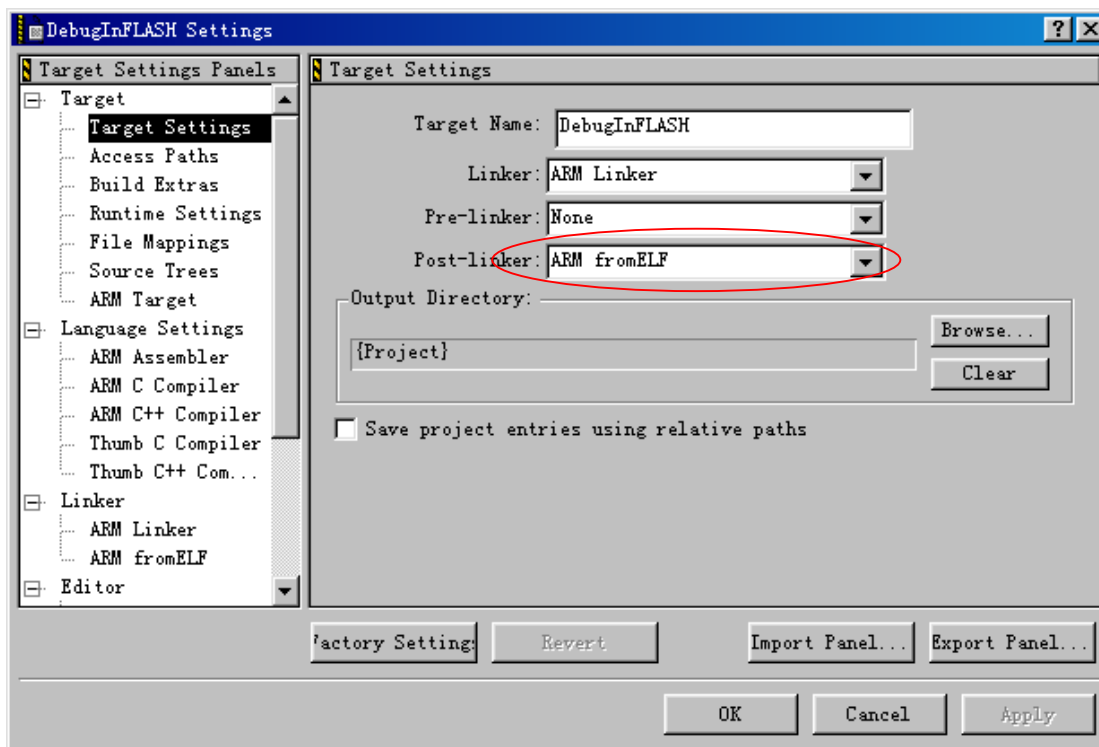 DebugInFLASH Settings
Target Settings Panels
Target
Target Settings
Access Paths
Build Extras
Runtime Settings
File Mappings
Source Trees
ARM Target
Language Settings
ARM Assembler
ARM C Compiler
ARM C++ Compiler
Thumb C Compiler
Thumb C++ Com...
Linker
ARM Linker
ARM fromELF
Editor
Target Settings
Target Name: DebugInFLASH
Linker: ARM Linker
Pre-linker: None
Post-linker: ARM fromELF
Output Directory:
{Project}
Browse...
Clear
Save project entries using relative paths
Factory Settings
Revert
Import Panel...
Export Panel...
OK
Cancel
Apply